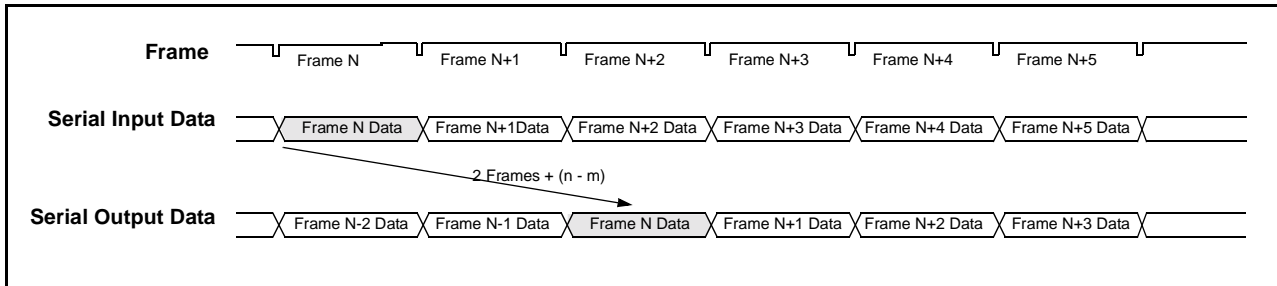 Frame
Frame N
Frame N+1
Frame N+2
Frame N+3
Frame N+4
Frame N+5
Serial Input Data
Frame N Data
Frame N+1Data
Frame N+2 Data
Frame N+3 Data
Frame N+4 Data
Frame N+5 Data
2 Frames + (n - m)
Serial Output Data
Frame N-2 Data
Frame N-1 Data
Frame N Data
Frame N+1 Data
Frame N+2 Data
Frame N+3 Data